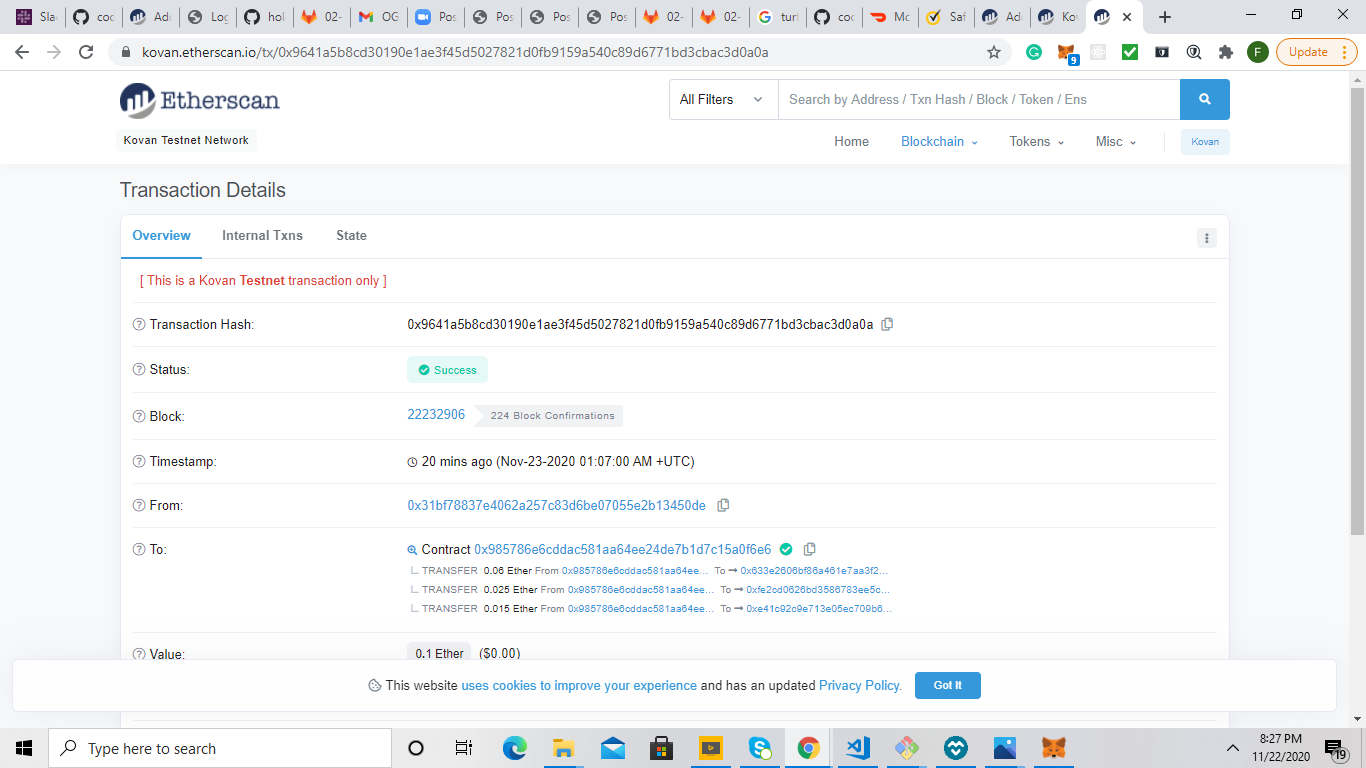 Sla
coc
Add
Log
hol
02-
OG
Pos
Pos
Pos
Pos
02-
02-
turl
coc
Mc
Saf
Add
Kov
kovan.etherscan.io/tx/0x9641a5b8cd30190e1ae3f45d5027821d0fb9159a540c89d6771bd3cbac3d0a0a
9
F
Update
Etherscan
All Filters
Search by Address / Txn Hash / Block / Token / Ens
Kovan Testnet Network
Home
Blockchain
Tokens
Misc
Kovan
Transaction Details
Overview
Internal Txns
State
[ This is a Kovan Testnet transaction only ]
Transaction Hash:
0x9641a5b8cd30190e1ae3f45d5027821d0fb9159a540c89d6771bd3cbac3d0a0a
Status:
Success
Block:
22232906
224 Block Confirmations
Timestamp:
20 mins ago (Nov-23-2020 01:07:00 AM +UTC)
From:
0x31bf78837e4062a257c83d6be07055e2b13450de
To:
Contract 0x985786e6cddac581aa64ee24de7b1d7c15a0f6e6
TRANSFER 0.06 Ether From 0x985786e6cddac581aa64ee... To → 0x633e2606bf86a461e7aa3f2...
TRANSFER 0.025 Ether From 0x985786e6cddac581aa64ee... To → 0xfe2cd0626bd3586783ee5c...
TRANSFER 0.015 Ether From 0x985786e6cddac581aa64ee... To → 0xe41c92c9e713e05ec709b6...
Value:
0.1 Ether ($0.00)
This website uses cookies to improve your experience and has an updated Privacy Policy.
Got It
Type here to search
8:27 PM
11/22/2020
19